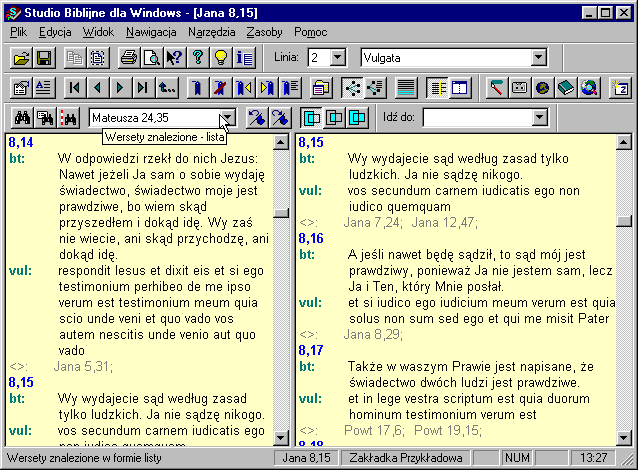 Studio Biblijne dla Windows - [Jana 8,15]
Plik Edycja Widok Nawigacja Narzędzia Zasoby Pomoc
Linia: 2 Vulgata
Mateusza 24,35 Idź do:
Wersety znalezione - lista
8,14
bt: W odpowiedzi rzekł do nich Jezus:
Nawet jeżeli Ja sam o sobie wydaję
świadectwo, świadectwo moje jest
prawdziwe, bo wiem skąd
przyszedłem i dokąd idę. Wy zaś
nie wiecie, ani skąd przychodzę, ani
dokąd idę.
vul: respondit Iesus et dixit eis et si ego
testimonium perhibeo de me ipso
verum est testimonium meum quia
scio unde veni et quo vado vos
autem nescitis unde venio aut quo
vado
<>: Jana 5,31;
8,15
bt: Wy wydajecie sąd według zasad
tylko ludzkich. Ja nie sądzę nikogo.
vul: vos secundum carnem iudicatis ego
non iudico quemquam
8,15
bt: Wy wydajecie sąd według zasad tylko
ludzkich. Ja nie sądzę nikogo.
vul: vos secundum carnem iudicatis ego non
iudico quemquam
<>: Jana 7,24; Jana 12,47;
8,16
bt: A jeśli nawet będę sądził, to sąd mój jest
prawdziwy, ponieważ Ja nie jestem sam, lecz
Ja i Ten, który Mnie posłał.
vul: et si iudico ego iudicium meum verum est quia
solus non sum sed ego et qui me misit Pater
<>: Jana 8,29;
8,17
bt: Także w waszym Prawie jest napisane, że
świadectwo dwóch ludzi jest prawdziwe.
vul: et in lege vestra scriptum est quia duorum
hominum testimonium verum est
<>: Powt 17,6; Powt 19,15;
8,18
Wersety znalezione w formie listy Jana 8,15 Zakładka Przykładowa NUM 13:27